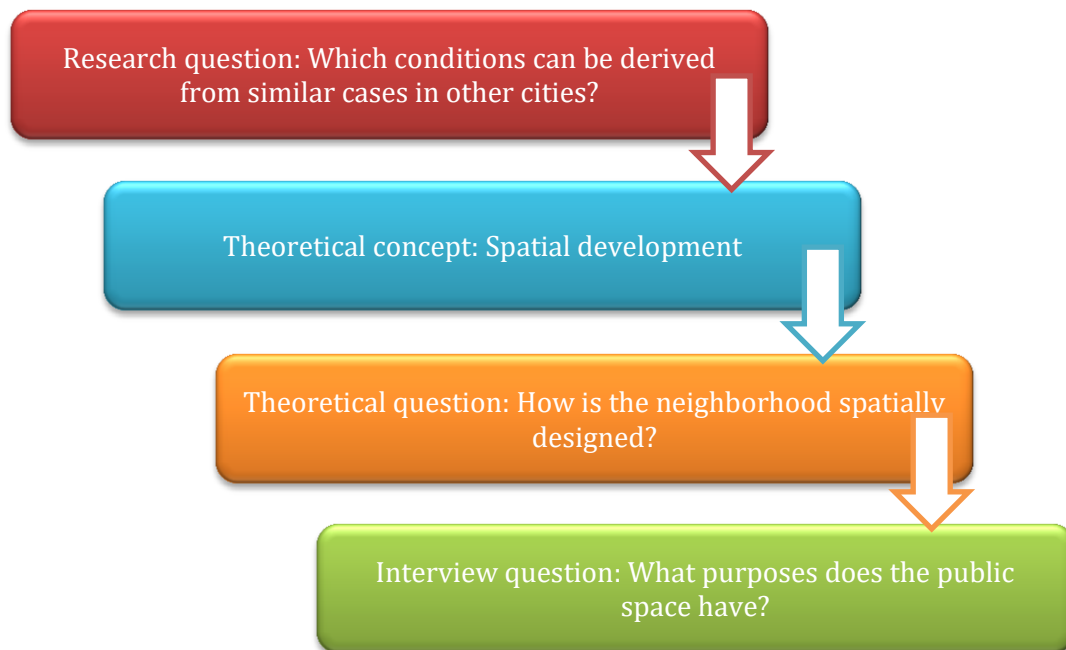 Research question: Which conditions can be derived
from similar cases in other cities?
Theoretical concept: Spatial development
Theoretical question: How is the neighborhood spatially
designed?
Interview question: What purposes does the public
space have?